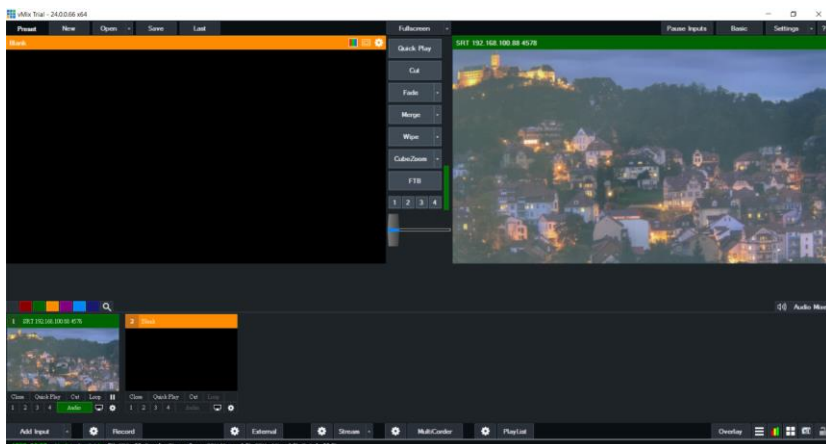 vMix Trial - 24.0.0.66 x64
Preset New Open Save Last Fullscreen Pause Inputs Basic Settings ?
Blank
SRT 192.168.100.88 4578
Quick Play
Cut
Fade
Merge
Wipe
CubeZoom
FTB
1 2 3 4
Audio
1 SRT 192.168.100.88 4578
2 Blank
Close Quick Play Cut Loop
Close Quick Play Cut Loop
1 2 3 4 Audio
1 2 3 4 Audio
Add Input Record External Stream MultiCorder PlayList Overlay